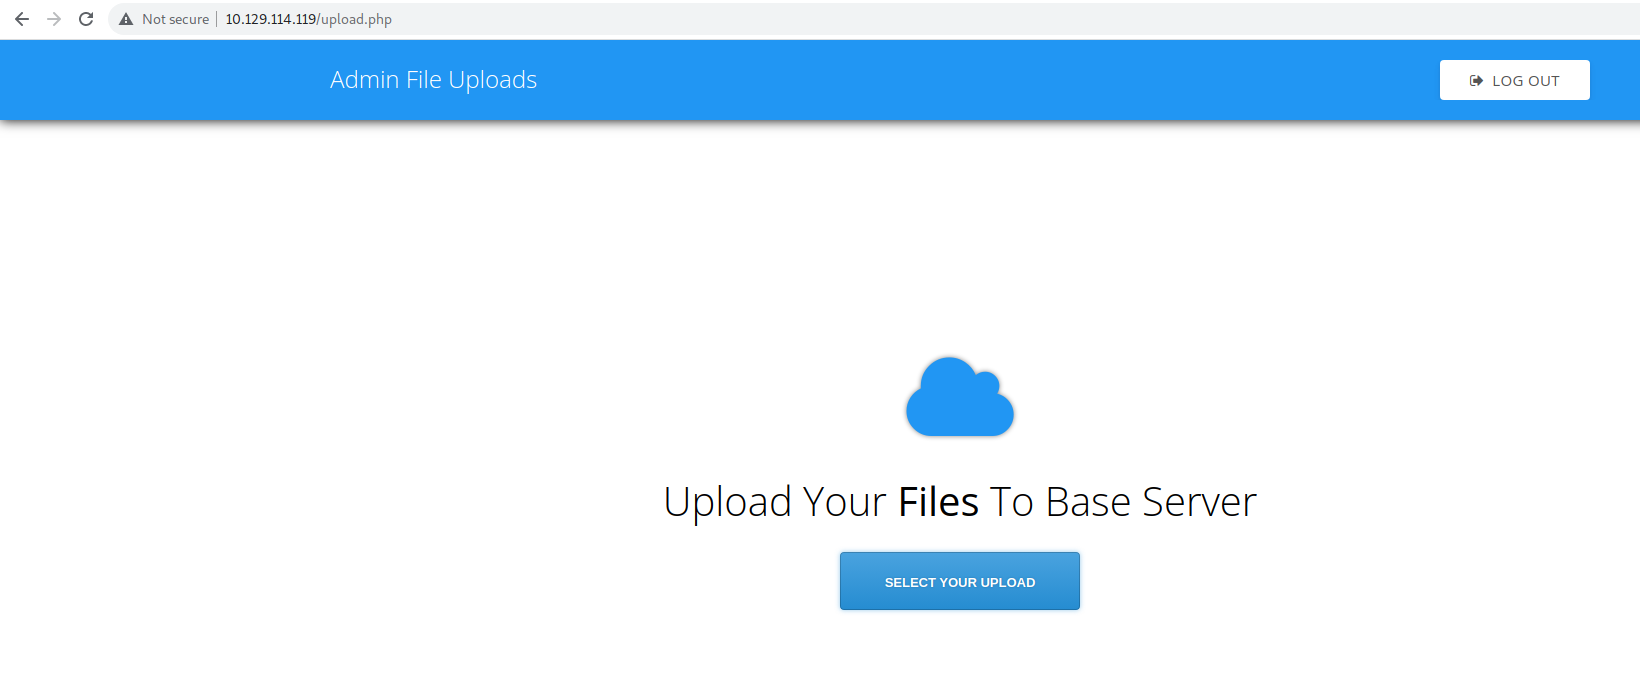 Not secure 10.129.114.119/upload.php
Admin File Uploads
LOG OUT
Upload Your Files To Base Server
SELECT YOUR UPLOAD